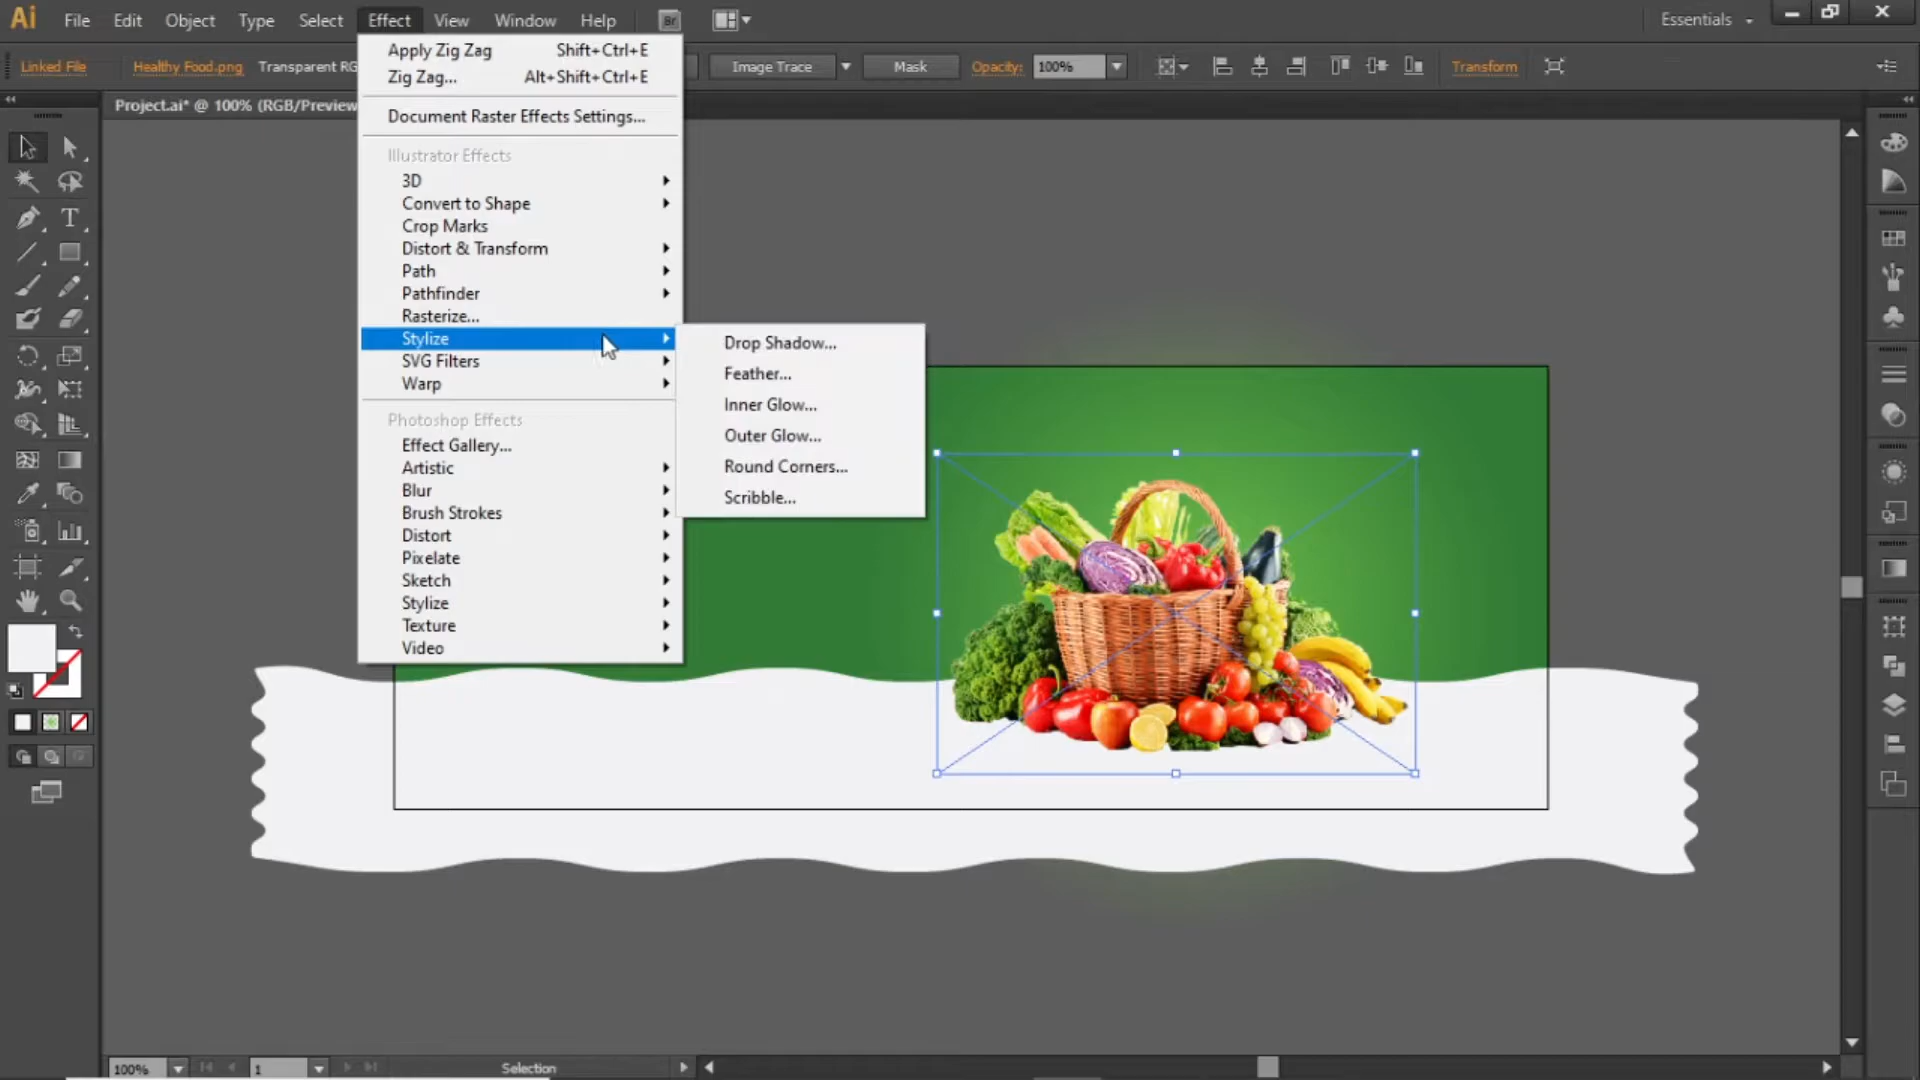 Ai File Edit Object Type Select Effect View Window Help Br Essentials
Linked File Healthy Food.png Transparent RG Image Trace Mask Opacity: 100% Transform
Project.ai* @ 100% (RGB/Preview
Apply Zig Zag Shift+Ctrl+E
Zig Zag... Alt+Shift+Ctrl+E
Document Raster Effects Settings...
Illustrator Effects
3D
Convert to Shape
Crop Marks
Distort & Transform
Path
Pathfinder
Rasterize...
Stylize
SVG Filters
Warp
Photoshop Effects
Effect Gallery...
Artistic
Blur
Brush Strokes
Distort
Pixelate
Sketch
Stylize
Texture
Video
Drop Shadow...
Feather...
Inner Glow...
Outer Glow...
Round Corners...
Scribble...
100% 1 Selection